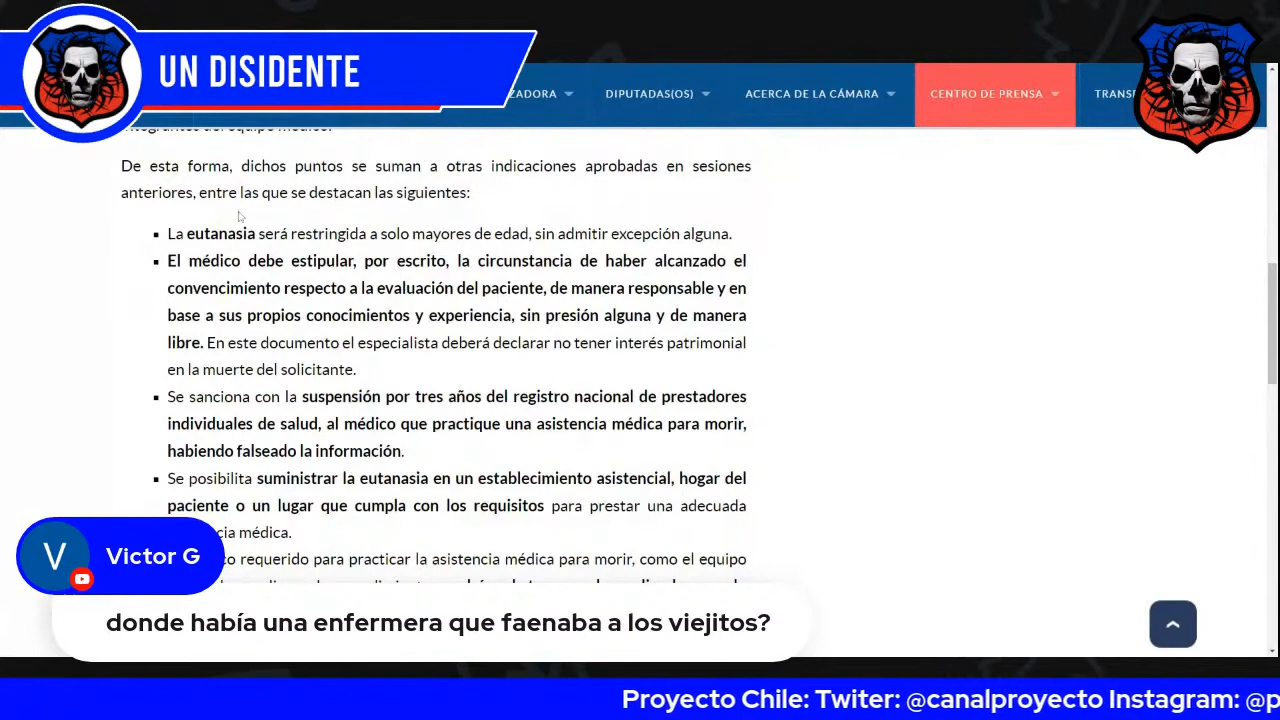 UN DISIDENTE
ZADORA
DIPUTADAS(OS)
ACERCA DE LA CÁMARA
CENTRO DE PRENSA
TRANSP
integrantes del equipo médico.
De esta forma, dichos puntos se suman a otras indicaciones aprobadas en sesiones
anteriores, entre las que se destacan las siguientes:
La eutanasia será restringida a solo mayores de edad, sin admitir excepción alguna.
El médico debe estipular, por escrito, la circunstancia de haber alcanzado el
convencimiento respecto a la evaluación del paciente, de manera responsable y en
base a sus propios conocimientos y experiencia, sin presión alguna y de manera
libre. En este documento el especialista deberá declarar no tener interés patrimonial
en la muerte del solicitante.
Se sanciona con la suspensión por tres años del registro nacional de prestadores
individuales de salud, al médico que practique una asistencia médica para morir,
habiendo falseado la información.
Se posibilita suministrar la eutanasia en un establecimiento asistencial, hogar del
paciente o un lugar que cumpla con los requisitos para prestar una adecuada
cia médica.
co requerido para practicar la asistencia médica para morir, como el equipo
V
Victor G
donde había una enfermera que faenaba a los viejitos?
Proyecto Chile: Twiter: @canalproyecto Instagram: @p